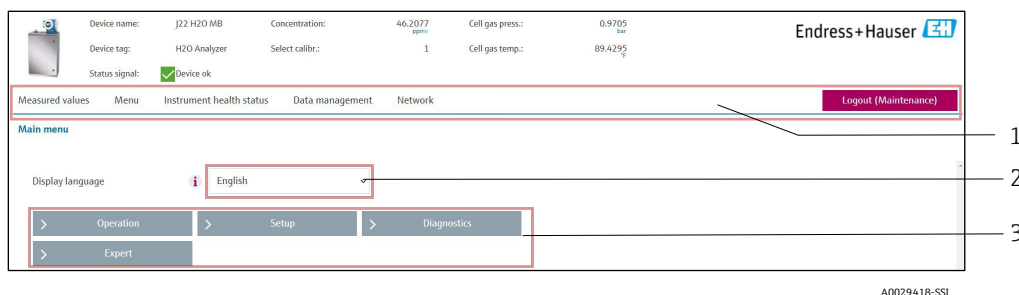 Device name: J22 H2O MB Concentration: 46.2077 ppmv Cell gas press.: 0.9705 bar
Endress+Hauser EH
Device tag: H2O Analyzer Select calibr.: 1 Cell gas temp.: 89.4295 °F
Status signal: Device ok
Measured values Menu Instrument health status Data management Network Logout (Maintenance)
1
Main menu
Display language i English
2
> Operation > Setup > Diagnostics
3
> Expert
A0029418-SSI